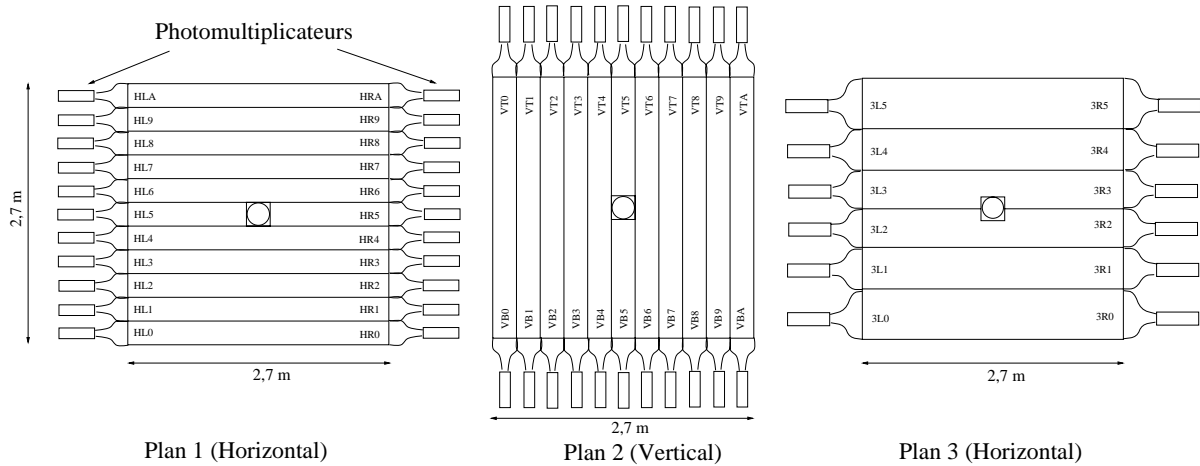 Photomultiplicateurs
HLA HRA
HL9 HR9
HL8 HR8
HL7 HR7
HL6 HR6
HL5 HR5
HL4 HR4
HL3 HR3
HL2 HR2
HL1 HR1
HL0 HR0
2,7 m
2,7 m
Plan 1 (Horizontal)
VT0 VT1 VT2 VT3 VT4 VT5 VT6 VT7 VT8 VT9 VTA
VB0 VB1 VB2 VB3 VB4 VB5 VB6 VB7 VB8 VB9 VBA
2,7 m
Plan 2 (Vertical)
3L5 3R5
3L4 3R4
3L3 3R3
3L2 3R2
3L1 3R1
3L0 3R0
2,7 m
Plan 3 (Horizontal)